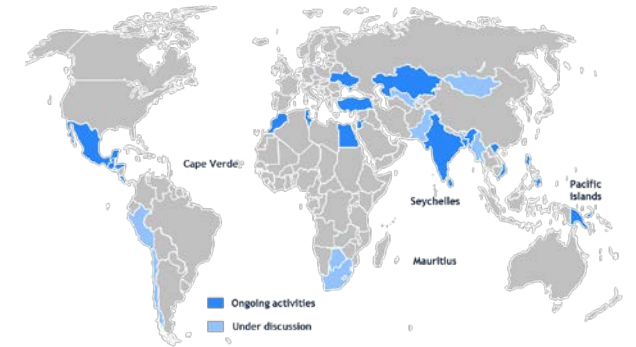 Cape Verde
Pacific
Islands
Seychelles
Mauritius
Ongoing activities
Under discussion